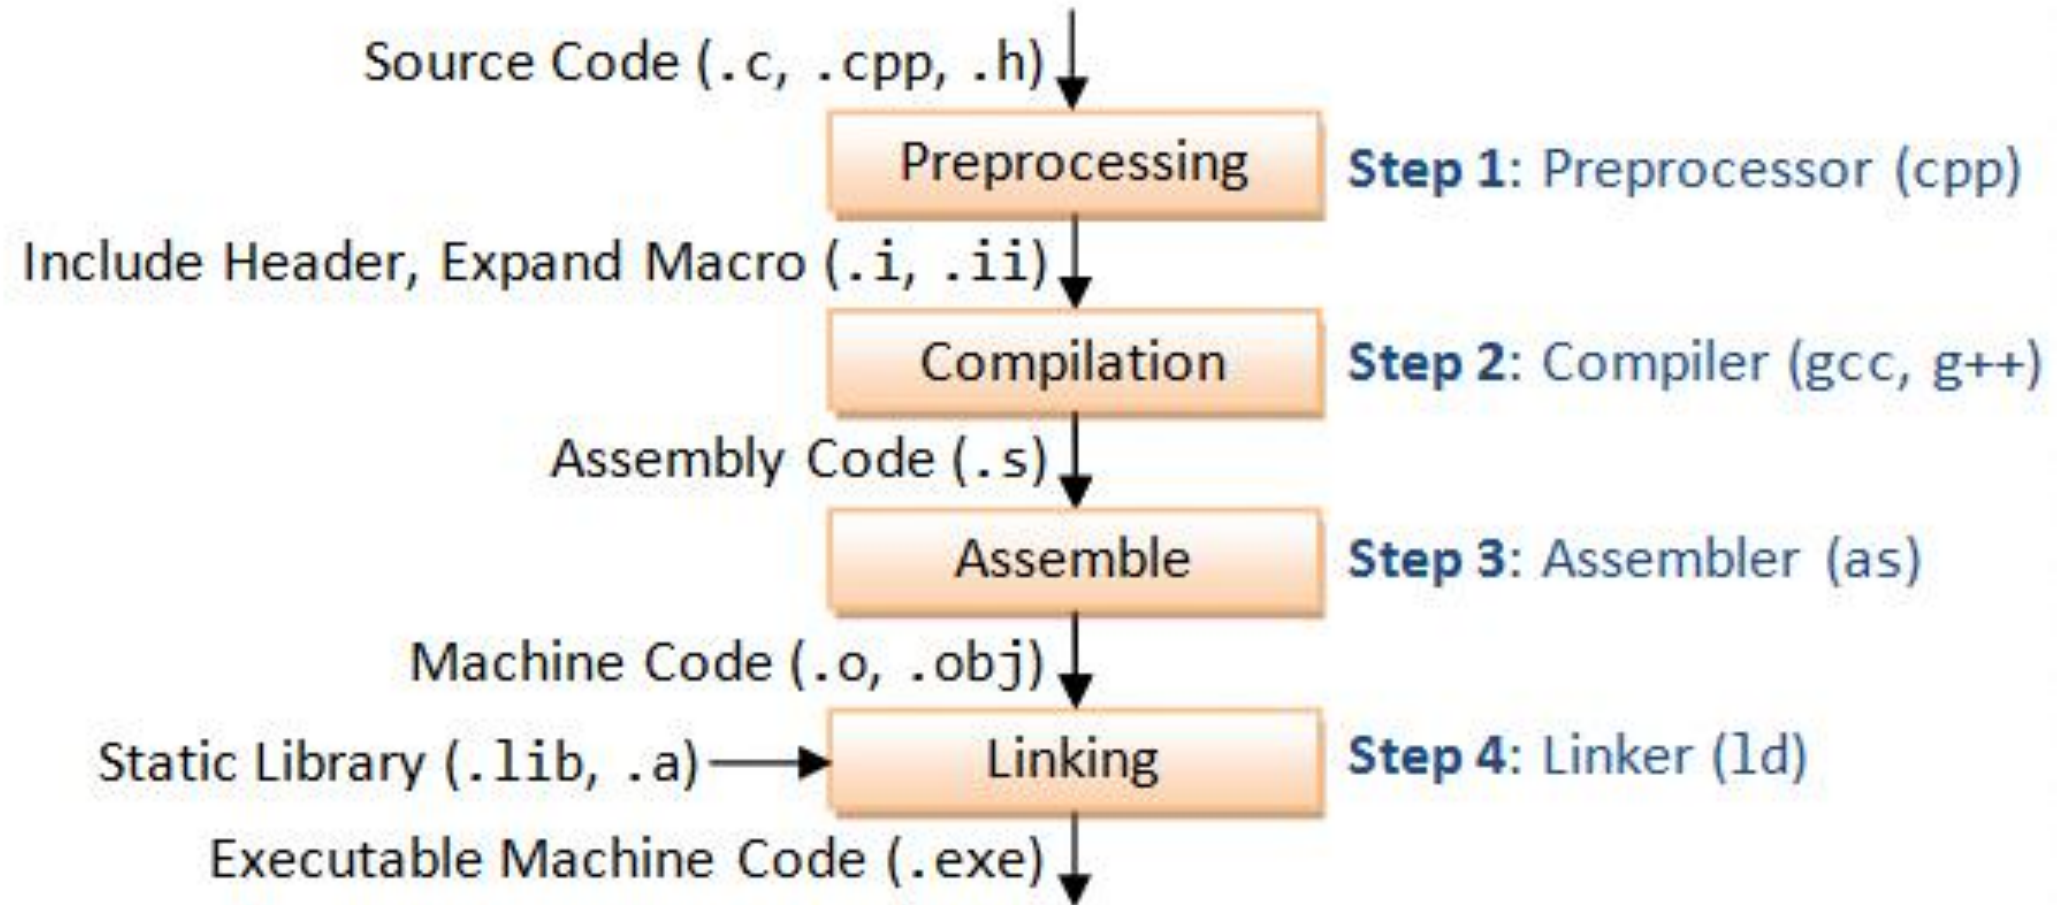 Source Code (.c, .cpp, .h)
Preprocessing
Step 1: Preprocessor (cpp)
Include Header, Expand Macro (.i, .ii)
Compilation
Step 2: Compiler (gcc, g++)
Assembly Code (.s)
Assemble
Step 3: Assembler (as)
Machine Code (.o, .obj)
Static Library (.lib, .a)
Linking
Step 4: Linker (ld)
Executable Machine Code (.exe)